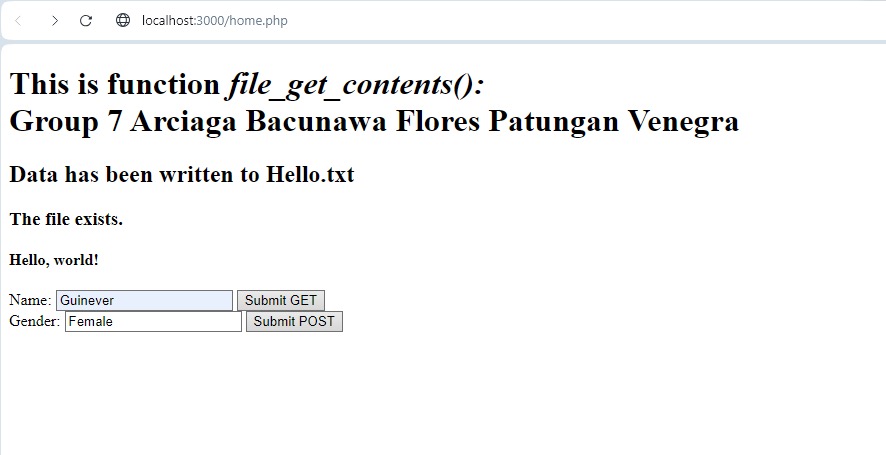 localhost:3000/home.php
This is function file_get_contents():
Group 7 Arciaga Bacunawa Flores Patungan Venegra
Data has been written to Hello.txt
The file exists.
Hello, world!
Name: Guinever Submit GET
Gender: Female Submit POST